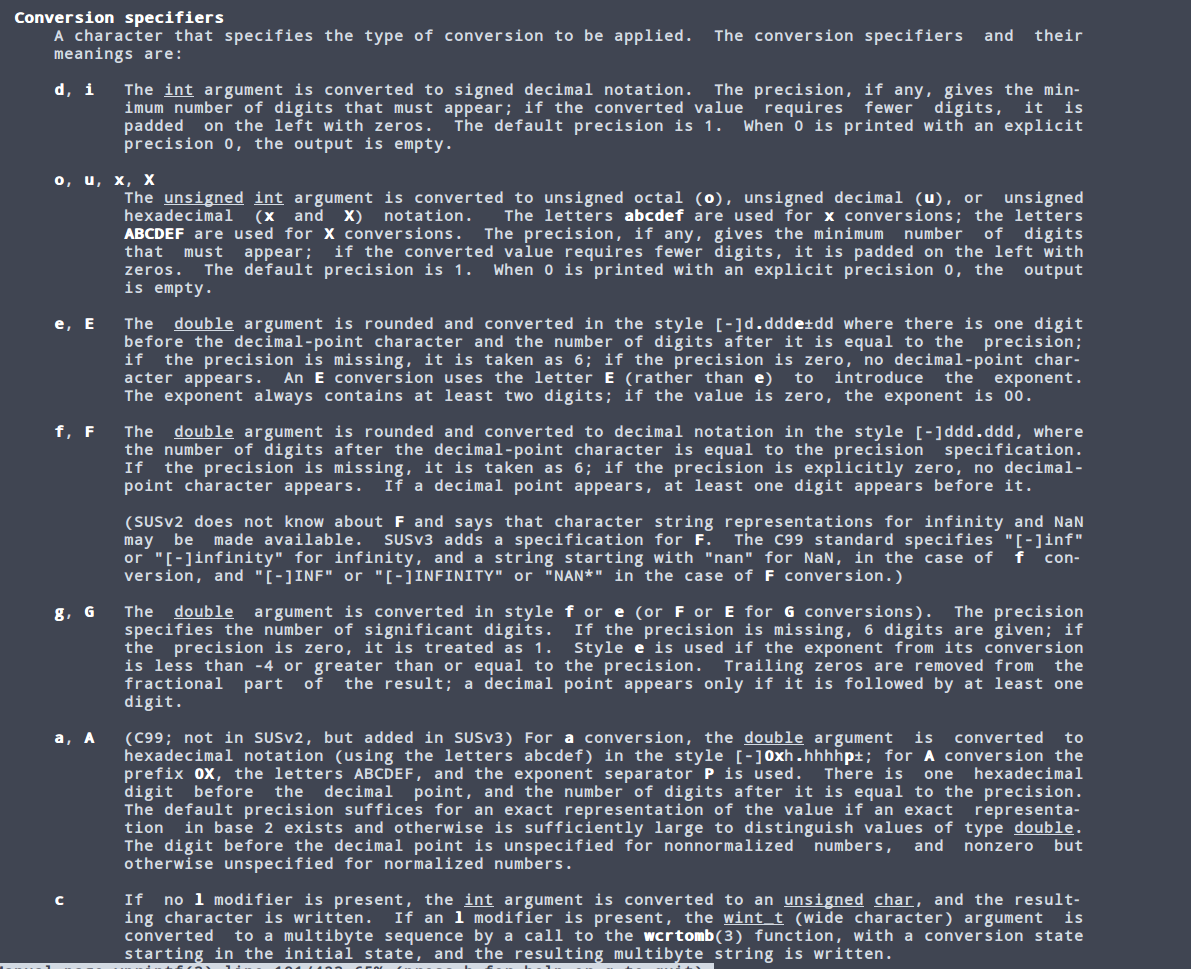 Conversion specifiers
A character that specifies the type of conversion to be applied.  The conversion specifiers  and  their
meanings are:
d, i   The int argument is converted to signed decimal notation.  The precision, if any, gives the min-
imum number of digits that must appear; if the converted value  requires  fewer  digits,  it  is
padded  on the left with zeros.  The default precision is 1.  When 0 is printed with an explicit
precision 0, the output is empty.
o, u, x, X
The unsigned int argument is converted to unsigned octal (o), unsigned decimal (u), or  unsigned
hexadecimal  (x  and  X)  notation.   The letters abcdef are used for x conversions; the letters
ABCDEF are used for X conversions.  The precision, if any, gives the minimum  number  of  digits
that  must  appear;  if the converted value requires fewer digits, it is padded on the left with
zeros.  The default precision is 1.  When 0 is printed with an explicit precision 0, the  output
is empty.
e, E   The  double argument is rounded and converted in the style [-]d.ddde±dd where there is one digit
before the decimal-point character and the number of digits after it is equal to the  precision;
if  the precision is missing, it is taken as 6; if the precision is zero, no decimal-point char-
acter appears.  An E conversion uses the letter E (rather than e)  to  introduce  the  exponent.
The exponent always contains at least two digits; if the value is zero, the exponent is 00.
f, F   The  double argument is rounded and converted to decimal notation in the style [-]ddd.ddd, where
the number of digits after the decimal-point character is equal to the precision  specification.
If  the precision is missing, it is taken as 6; if the precision is explicitly zero, no decimal-
point character appears.  If a decimal point appears, at least one digit appears before it.
(SUSv2 does not know about F and says that character string representations for infinity and NaN
may  be  made available.  SUSv3 adds a specification for F.  The C99 standard specifies "[-]inf"
or "[-]infinity" for infinity, and a string starting with "nan" for NaN, in the case of  f  con-
version, and "[-]INF" or "[-]INFINITY" or "NAN*" in the case of F conversion.)
g, G   The  double  argument is converted in style f or e (or F or E for G conversions).  The precision
specifies the number of significant digits.  If the precision is missing, 6 digits are given; if
the  precision is zero, it is treated as 1.  Style e is used if the exponent from its conversion
is less than -4 or greater than or equal to the precision.  Trailing zeros are removed from  the
fractional  part  of  the result; a decimal point appears only if it is followed by at least one
digit.
a, A   (C99; not in SUSv2, but added in SUSv3) For a conversion, the double argument  is  converted  to
hexadecimal notation (using the letters abcdef) in the style [-]0xh.hhhhp±; for A conversion the
prefix 0X, the letters ABCDEF, and the exponent separator P is used.  There is  one  hexadecimal
digit  before  the  decimal  point, and the number of digits after it is equal to the precision.
The default precision suffices for an exact representation of the value if an exact  representa-
tion  in base 2 exists and otherwise is sufficiently large to distinguish values of type double.
The digit before the decimal point is unspecified for nonnormalized  numbers,  and  nonzero  but
otherwise unspecified for normalized numbers.
c      If  no l modifier is present, the int argument is converted to an unsigned char, and the result-
ing character is written.  If an l modifier is present, the wint_t (wide character) argument  is
converted  to a multibyte sequence by a call to the wcrtomb(3) function, with a conversion state
starting in the initial state, and the resulting multibyte string is written.